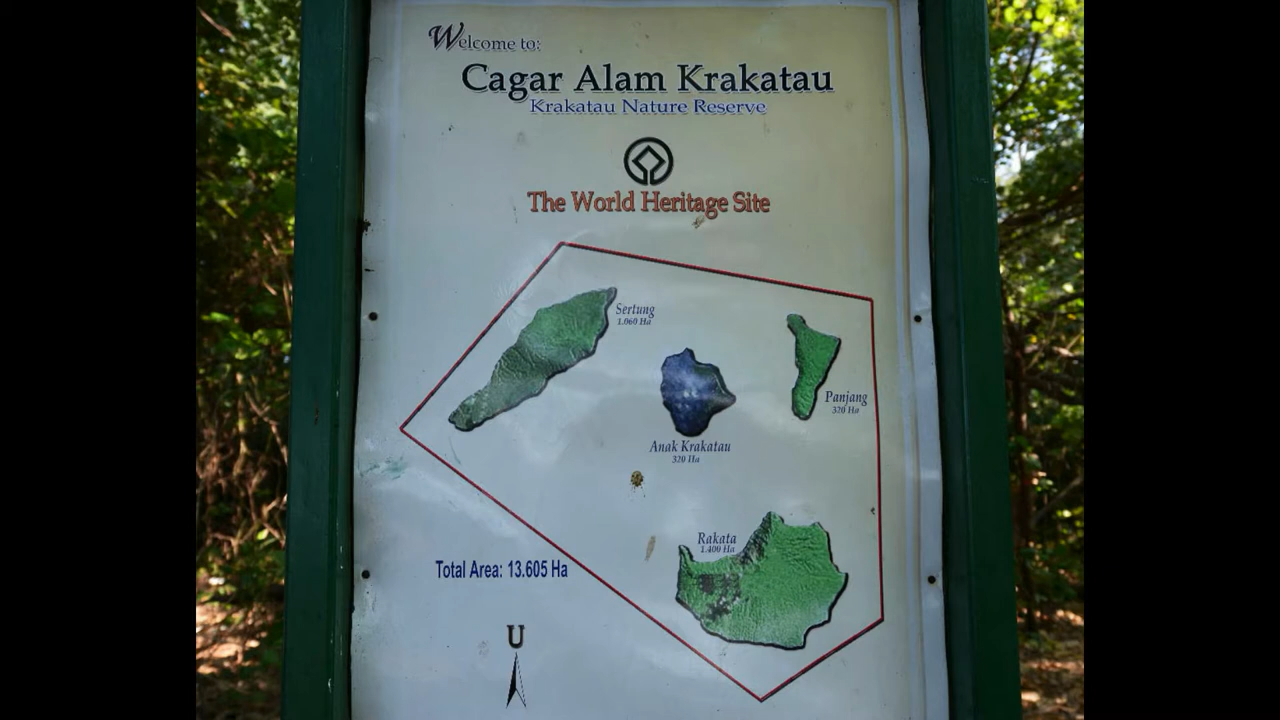 Welcome to:
Cagar Alam Krakatau
Krakatau Nature Reserve
The World Heritage Site
Sertung
1.060 Ha
Panjang
320 Ha
Anak Krakatau
320 Ha
Rakata
1.400 Ha
Total Area: 13.605 Ha
U